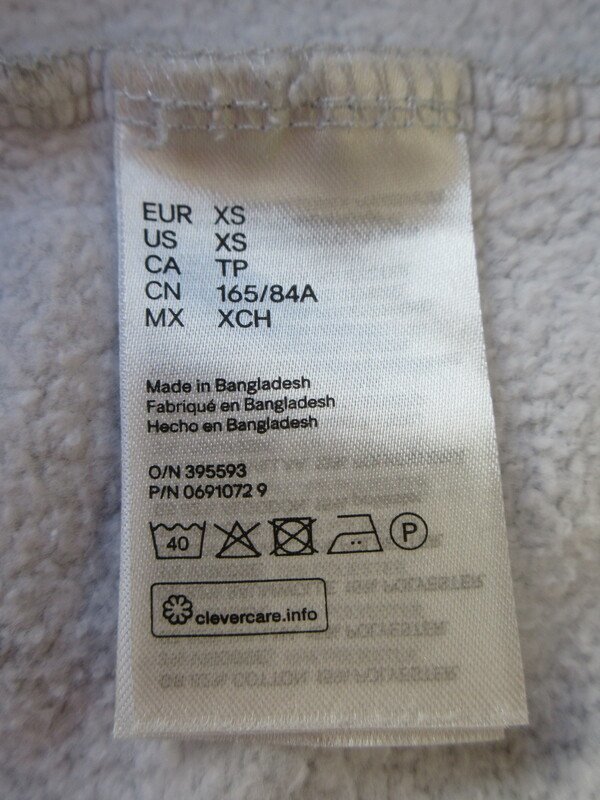 EUR XS
US XS
CA TP
CN 165/84A
MX XCH
Made in Bangladesh
Fabriqué en Bangladesh
Hecho en Bangladesh
O/N 395593
P/N 0691072 9
40 P
clevercare.info